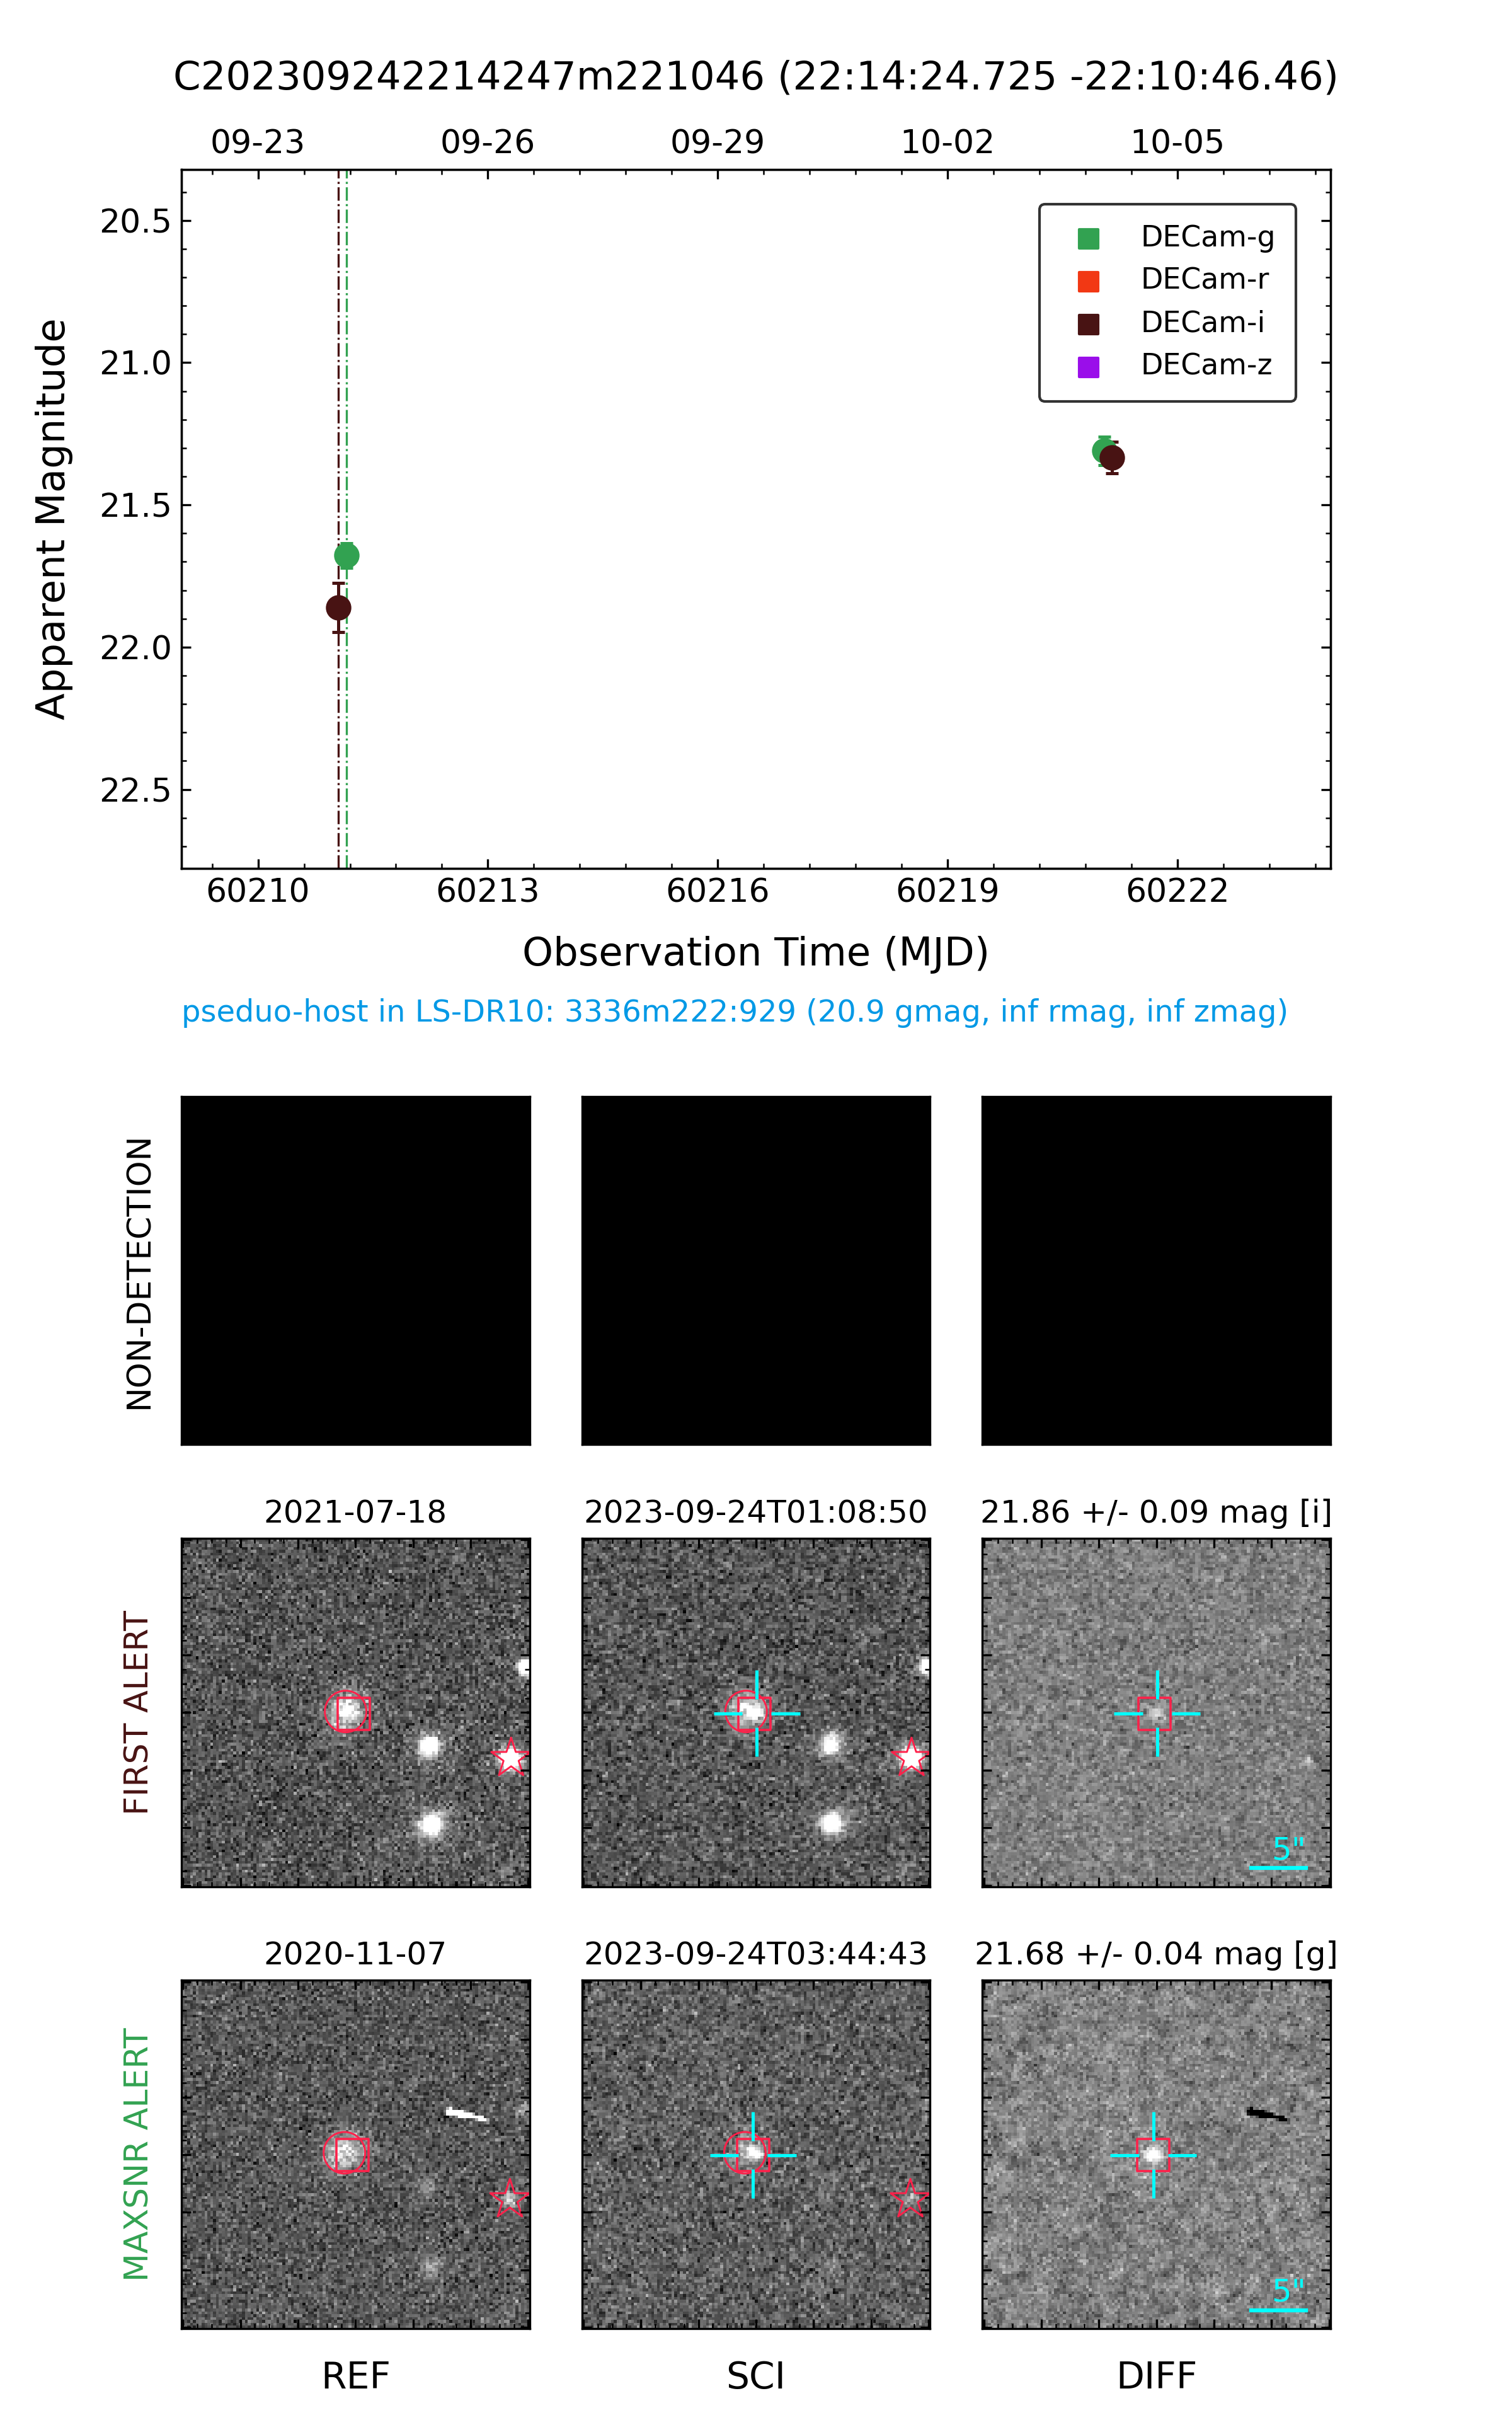 C202309242214247m221046 (22:14:24.725 -22:10:46.46)
09-23 09-26 09-29 10-02 10-05
20.5
21.0
21.5
22.0
22.5
Apparent Magnitude
DECam-g
DECam-r
DECam-i
DECam-z
60210 60213 60216 60219 60222
Observation Time (MJD)
pseduo-host in LS-DR10: 3336m222:929 (20.9 gmag, inf rmag, inf zmag)
NON-DETECTION
2021-07-18 2023-09-24T01:08:50 21.86 +/- 0.09 mag [i]
FIRST ALERT
5"
2020-11-07 2023-09-24T03:44:43 21.68 +/- 0.04 mag [g]
MAXSNR ALERT
5"
REF SCI DIFF